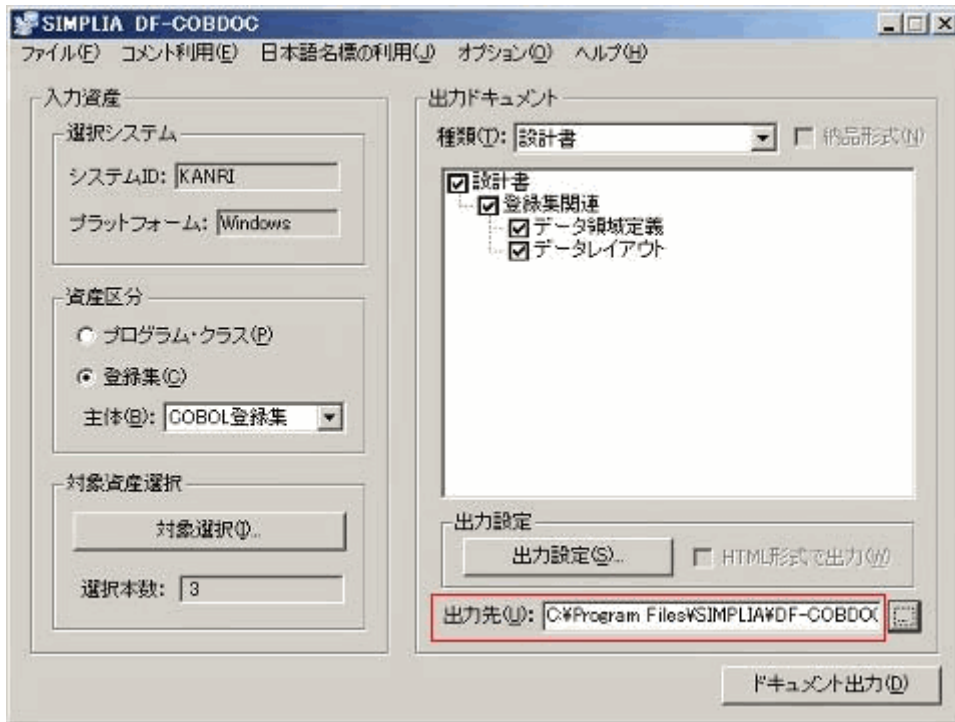 SIMPLIA DF-COBDOC
ファイル(F) コメント利用(E) 日本語名標の利用(J) オプション(O) ヘルプ(H)
入力資産
選択システム
システムID: KANRI
プラットフォーム: Windows
資産区分
プログラム・クラス(P)
登録集(C)
主体(B): COBOL登録集
対象資産選択
対象選択(I)...
選択本数: 3
出力ドキュメント
種類(T): 設計書 納品形式(N)
設計書
登録集関連
データ領域定義
データレイアウト
出力設定
出力設定(S)... HTML形式で出力(W)
出力先(U): C:¥Program Files¥SIMPLIA¥DF-COBDOC ...
ドキュメント出力(D)